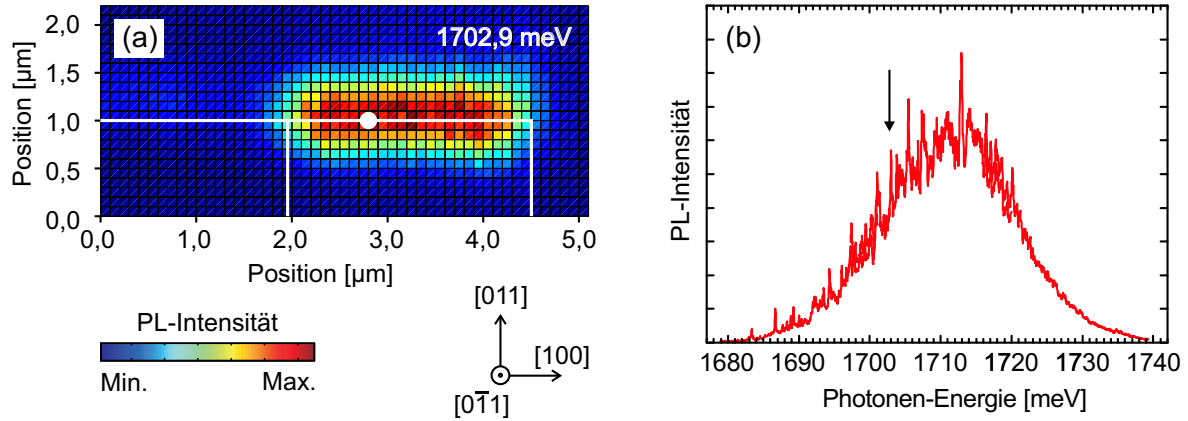 (a)
1702,9 meV
Position [µm]
2,0
1,5
1,0
0,5
0,0
0,0 1,0 2,0 3,0 4,0 5,0
Position [µm]
PL-Intensität
Min. Max.
[011]
[100]
[01̅1]
(b)
PL-Intensität
1680 1690 1700 1710 1720 1730 1740
Photonen-Energie [meV]